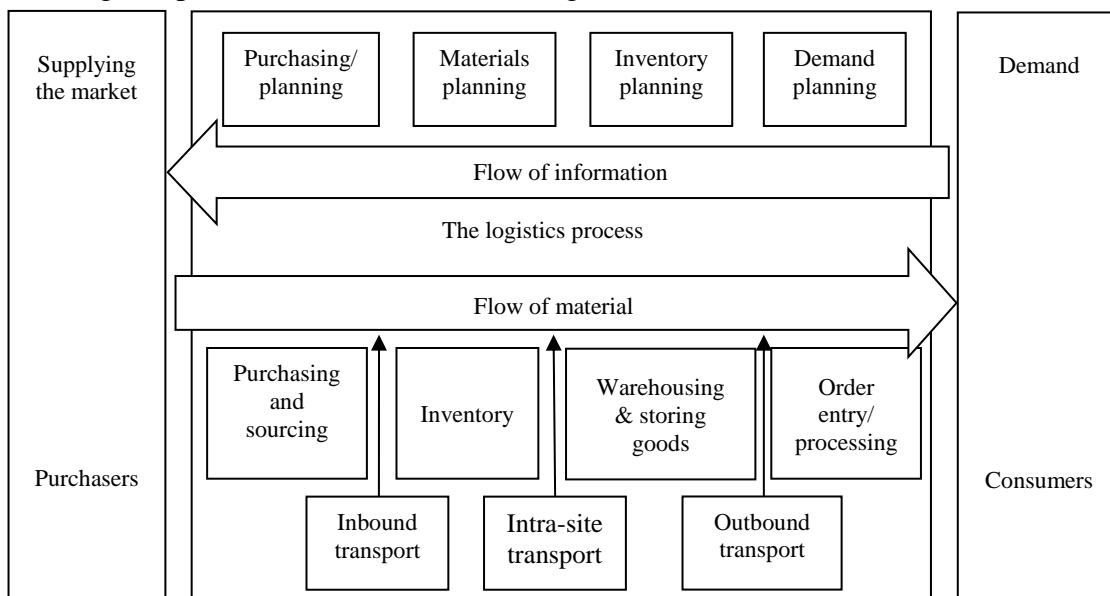 Supplying
the market
Purchasing/
planning
Materials
planning
Inventory
planning
Demand
planning
Demand
Flow of information
The logistics process
Flow of material
Purchasing
and
sourcing
Inventory
Warehousing
& storing
goods
Order
entry/
processing
Purchasers
Consumers
Inbound
transport
Intra-site
transport
Outbound
transport